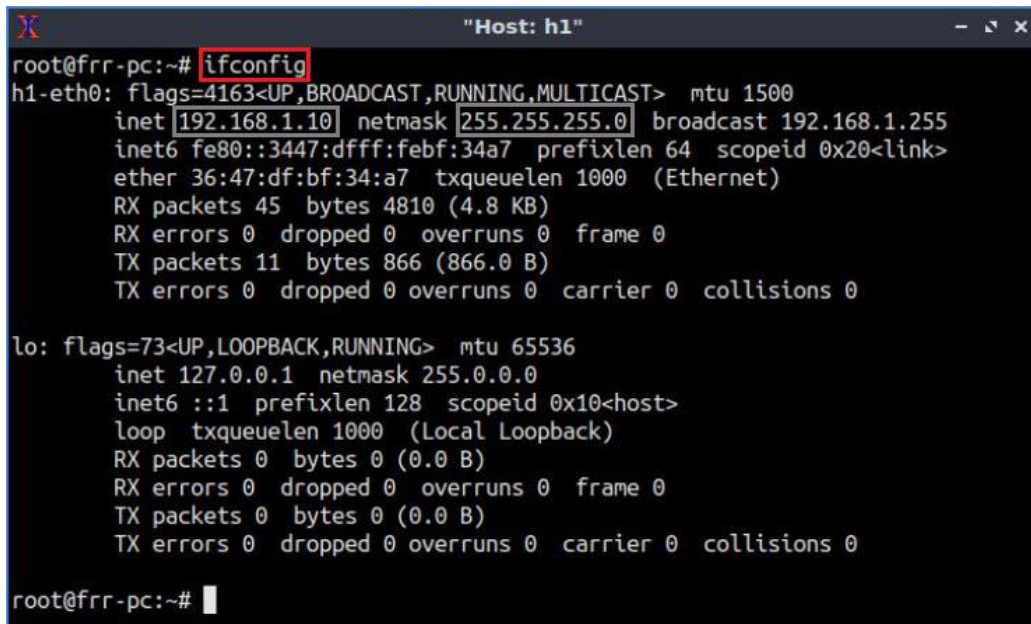 "Host: h1"
root@frr-pc:~# ifconfig
h1-eth0: flags=4163<UP,BROADCAST,RUNNING,MULTICAST>  mtu 1500
        inet 192.168.1.10  netmask 255.255.255.0  broadcast 192.168.1.255
        inet6 fe80::3447:dfff:febf:34a7  prefixlen 64  scopeid 0x20<link>
        ether 36:47:df:bf:34:a7  txqueuelen 1000  (Ethernet)
        RX packets 45  bytes 4810 (4.8 KB)
        RX errors 0  dropped 0  overruns 0  frame 0
        TX packets 11  bytes 866 (866.0 B)
        TX errors 0  dropped 0 overruns 0  carrier 0  collisions 0

lo: flags=73<UP,LOOPBACK,RUNNING>  mtu 65536
        inet 127.0.0.1  netmask 255.0.0.0
        inet6 ::1  prefixlen 128  scopeid 0x10<host>
        loop  txqueuelen 1000  (Local Loopback)
        RX packets 0  bytes 0 (0.0 B)
        RX errors 0  dropped 0  overruns 0  frame 0
        TX packets 0  bytes 0 (0.0 B)
        TX errors 0  dropped 0 overruns 0  carrier 0  collisions 0

root@frr-pc:~#